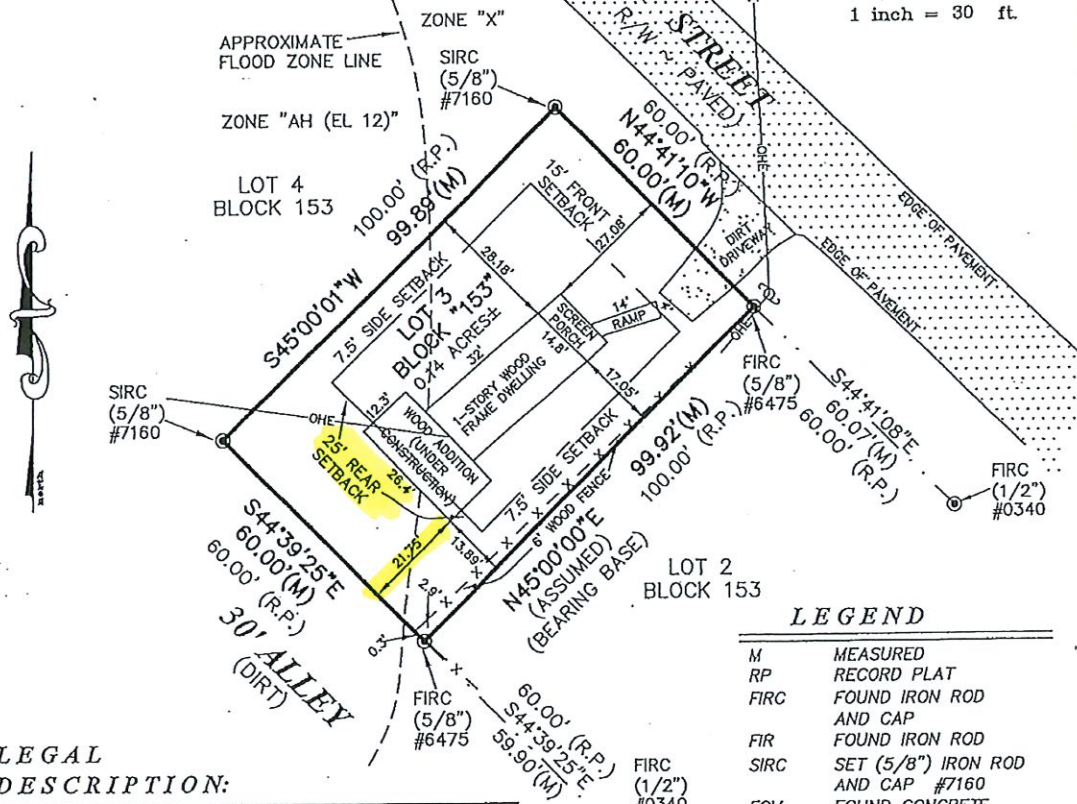 ZONE "X"
1 inch = 30 ft.
APPROXIMATE
FLOOD ZONE LINE
SIRC
(5/8")
#7160
STREET
R/W ~ PAVED)
ZONE "AH (EL 12)"
60.00' (R.P.)
N44°41'10"W
60.00'(M)
OHE
LOT 4
BLOCK 153
100.00' (R.P.)
99.89'(M)
15' FRONT
SETBACK
27.08'
DIRT
DRIVEWAY
EDGE OF PAVEMENT
EDGE OF PAVEMENT
S45°00'01"W
28.18'
7.5' SIDE SETBACK
LOT 3
BLOCK "153"
0.14 ACRES±
32'
SCREEN
PORCH
14'
RAMP
X
14.8'
17.05'
1-STORY WOOD
FRAME DWELLING
OHE
FIRC
(5/8")
#6475
S44°41'08"E
60.07'(M)
60.00' (R.P.)
SIRC
(5/8")
#7160
OHE
12.3'
WOOD ADDITION
(UNDER
CONSTRUCTION)
25' REAR
SETBACK
26.4'
7.5' SIDE SETBACK
6' WOOD FENCE
99.92'(M)
100.00' (R.P.)
FIRC
(1/2")
#0340
north
S44°39'25"E
60.00'(M)
60.00' (R.P.)
21.75'
13.89'
2.9'
0.3'
N45°00'00"E
(ASSUMED)
(BEARING BASE)
LOT 2
BLOCK 153
30' ALLEY
(DIRT)
FIRC
(5/8")
#6475
60.00' (R.P.)
S44°39'25"E
59.90'(M)
FIRC
(1/2")
#0340
LEGEND
M MEASURED
RP RECORD PLAT
FIRC FOUND IRON ROD
AND CAP
FIR FOUND IRON ROD
SIRC SET (5/8") IRON ROD
AND CAP #7160
FOUND CONCRETE
LEGAL
DESCRIPTION: